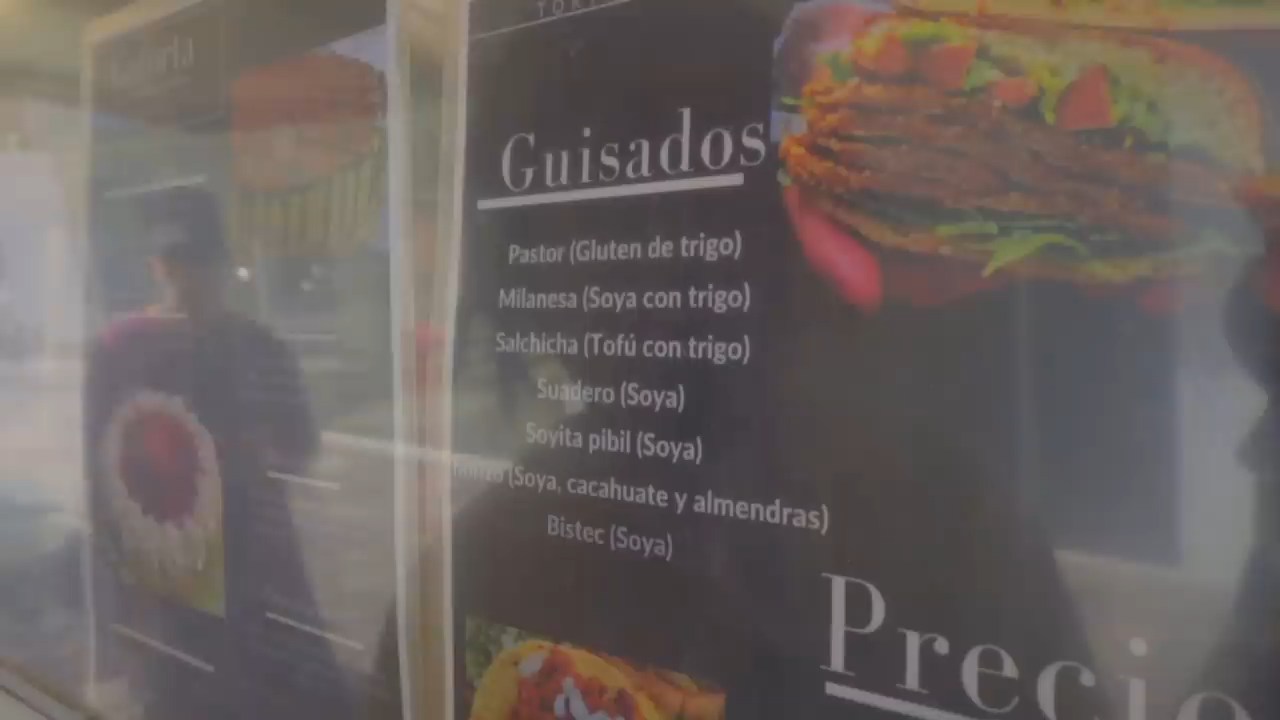 Guisados
Pastor (Gluten de trigo)
Milanesa (Soya con trigo)
Salchicha (Tofú con trigo)
Suadero (Soya)
Soyita pibil (Soya)
(Soya, cacahuate y almendras)
Bistec (Soya)
Precio